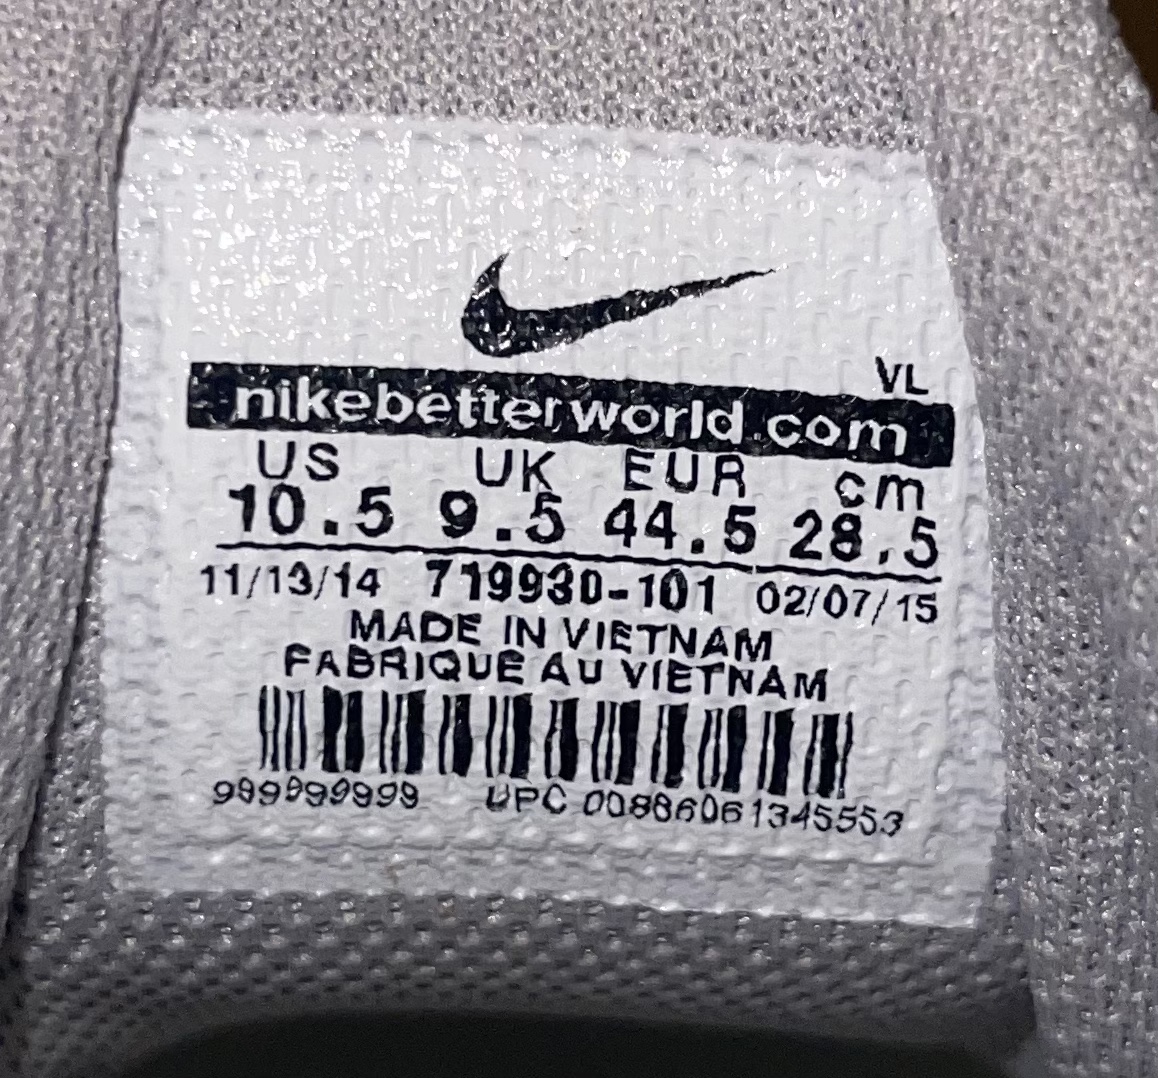 VL
nikebetterworld.com
US UK EUR cm
10.5 9.5 44.5 28.5
11/13/14 719930-101 02/07/15
MADE IN VIETNAM
FABRIQUE AU VIETNAM
999999999 UPC 00886061345553